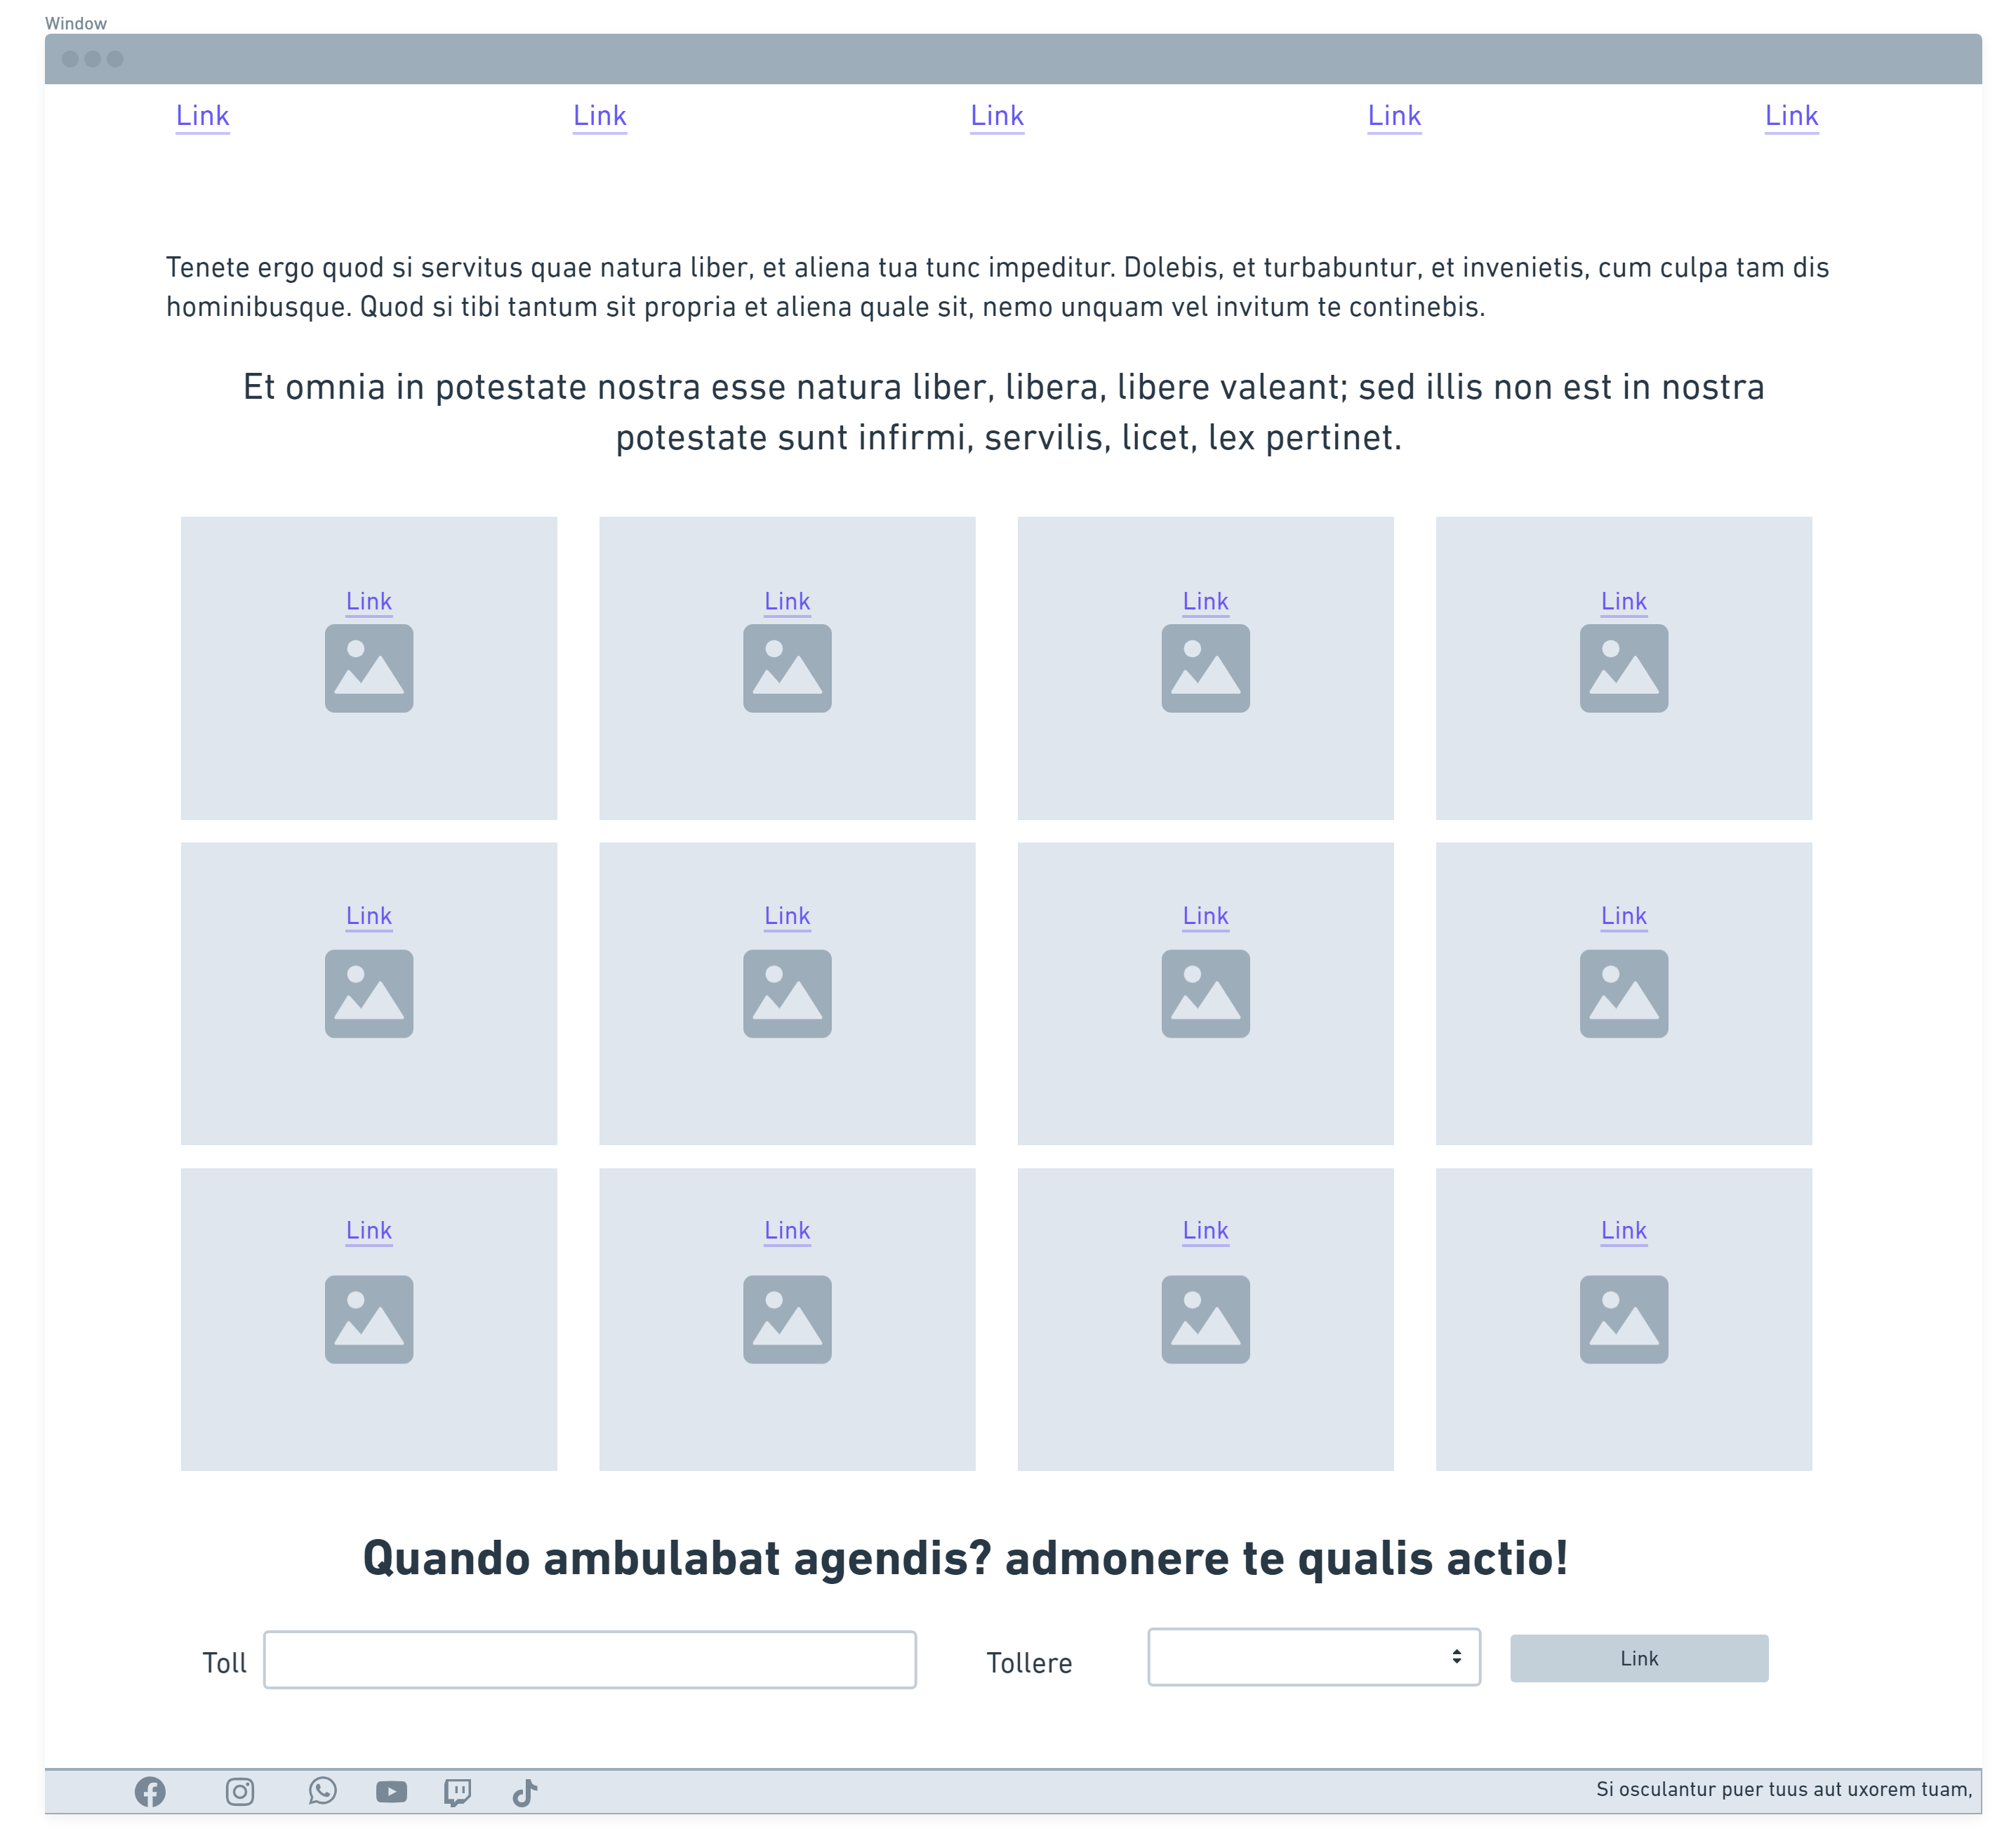 Window
Link Link Link Link Link
Tenete ergo quod si servitus quae natura liber, et aliena tua tunc impeditur. Dolebis, et turbabuntur, et invenietis, cum culpa tam dis
hominibusque. Quod si tibi tantum sit propria et aliena quale sit, nemo unquam vel invitum te continebis.
Et omnia in potestate nostra esse natura liber, libera, libere valeant; sed illis non est in nostra
potestate sunt infirmi, servilis, licet, lex pertinet.
Link Link Link Link
Link Link Link Link
Link Link Link Link
Quando ambulabat agendis? admonere te qualis actio!
Toll Tollere Link
Si osculantur puer tuus aut uxorem tuam,